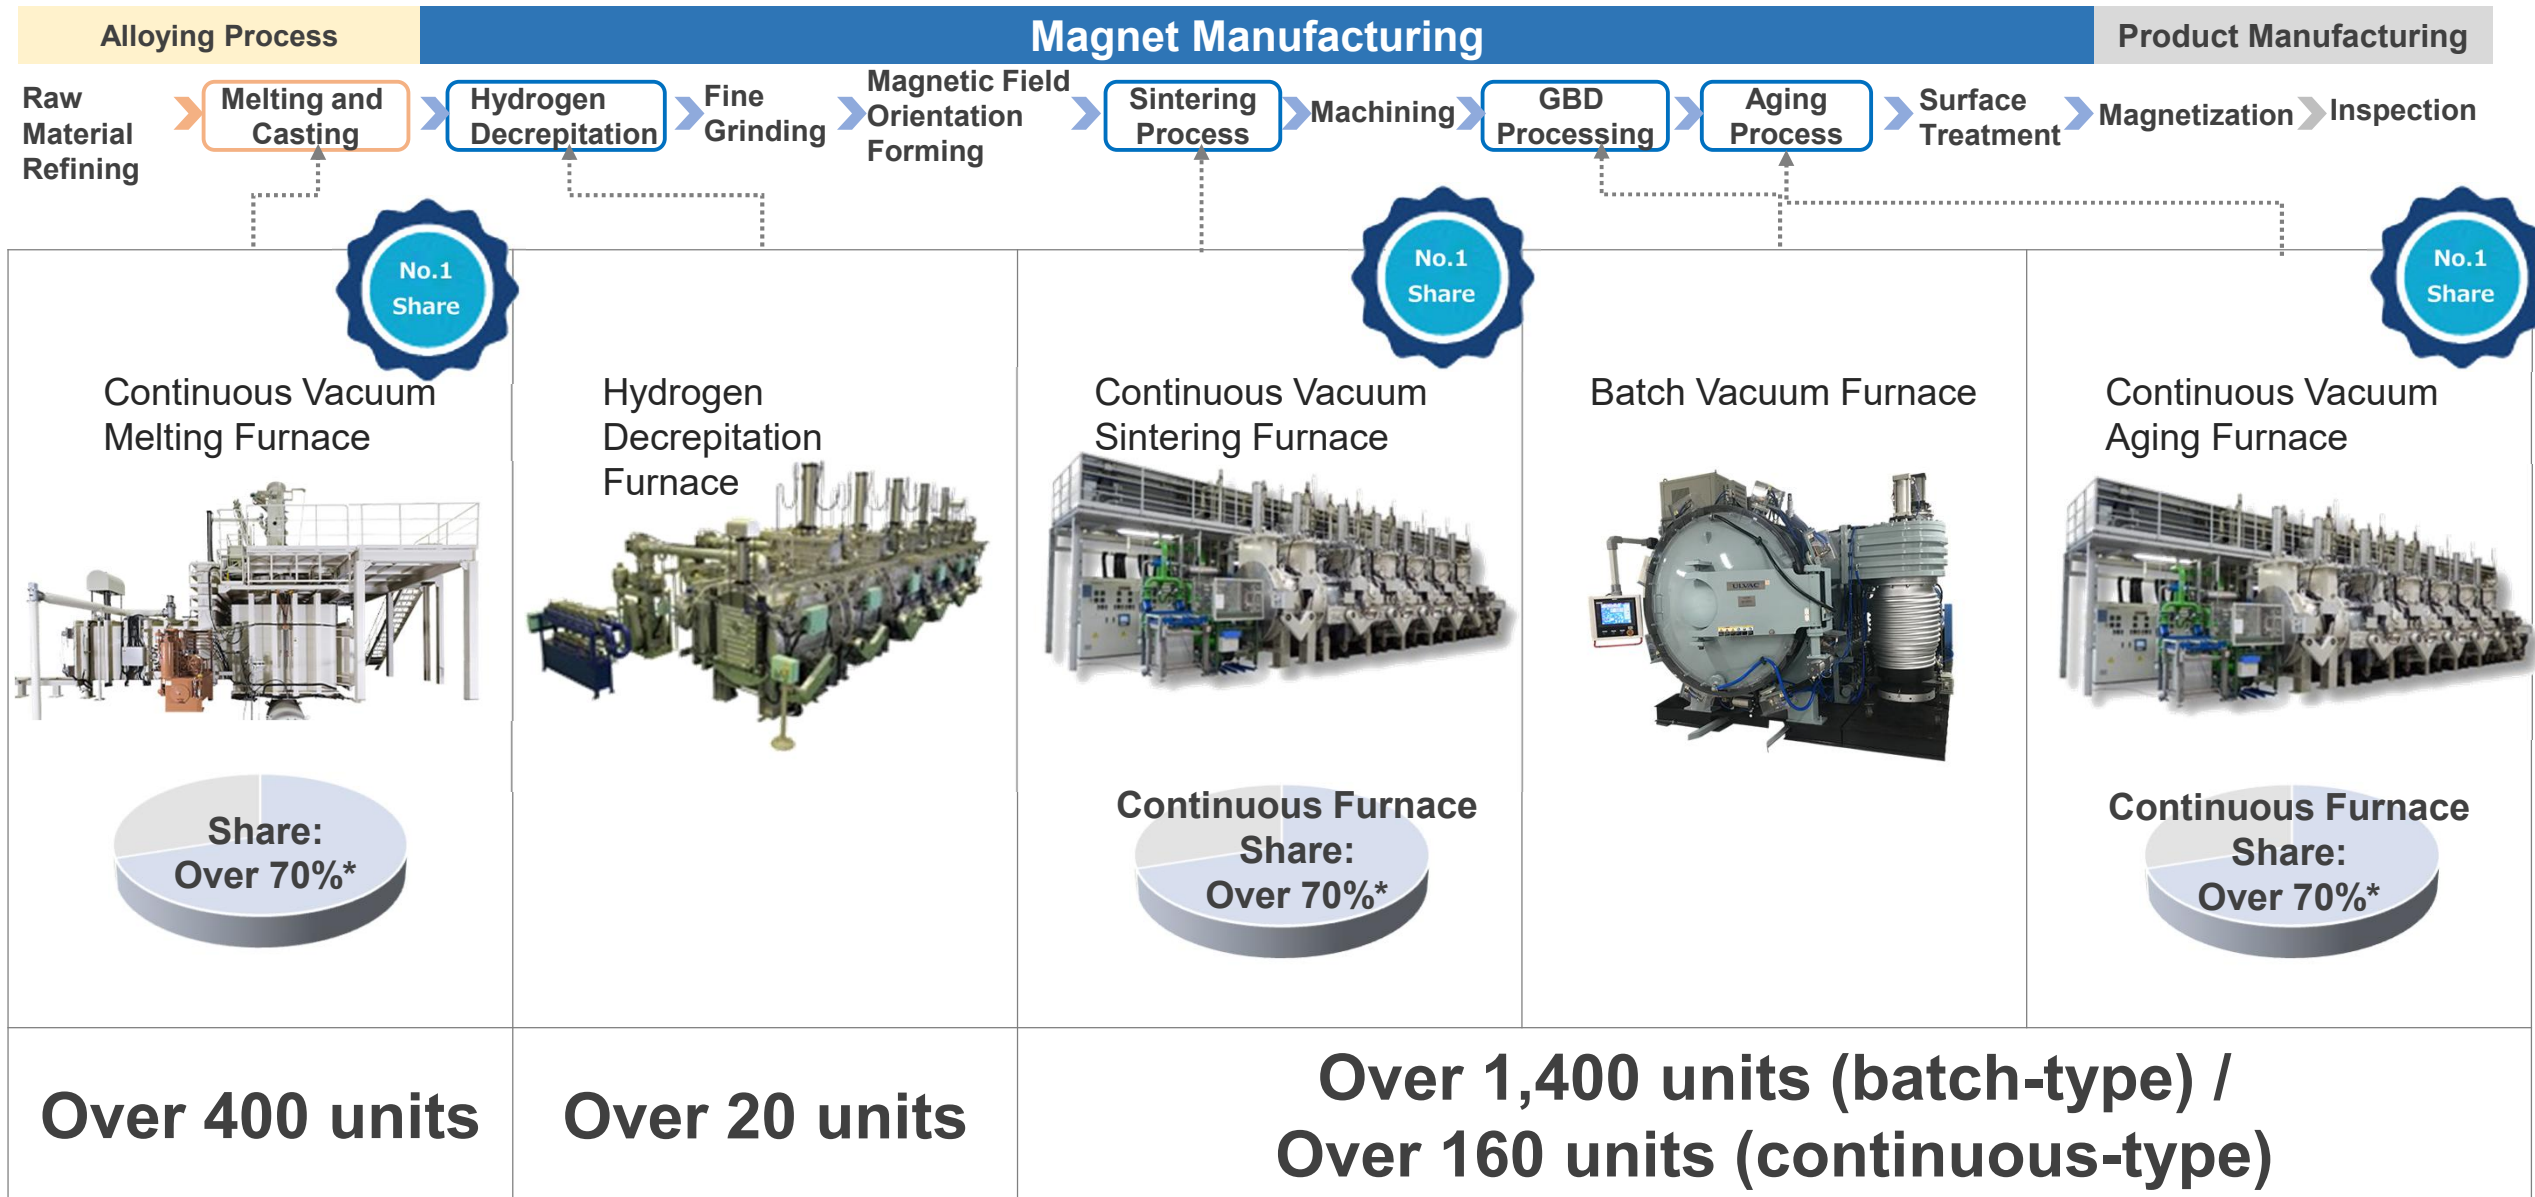 Alloying Process
Magnet Manufacturing
Product Manufacturing
Raw
Material
Refining
Melting and
Casting
Hydrogen
Decrepitation
Fine
Grinding
Magnetic Field
Orientation
Forming
Sintering
Process
Machining
GBD
Processing
Aging
Process
Surface
Treatment
Magnetization
Inspection
No.1
Share
No.1
Share
No.1
Share
Continuous Vacuum
Melting Furnace
Hydrogen
Decrepitation
Furnace
Continuous Vacuum
Sintering Furnace
Batch Vacuum Furnace
Continuous Vacuum
Aging Furnace
ULVAC
Share:
Over 70%*
Continuous Furnace
Share:
Over 70%*
Continuous Furnace
Share:
Over 70%*
Over 400 units
Over 20 units
Over 1,400 units (batch-type) /
Over 160 units (continuous-type)